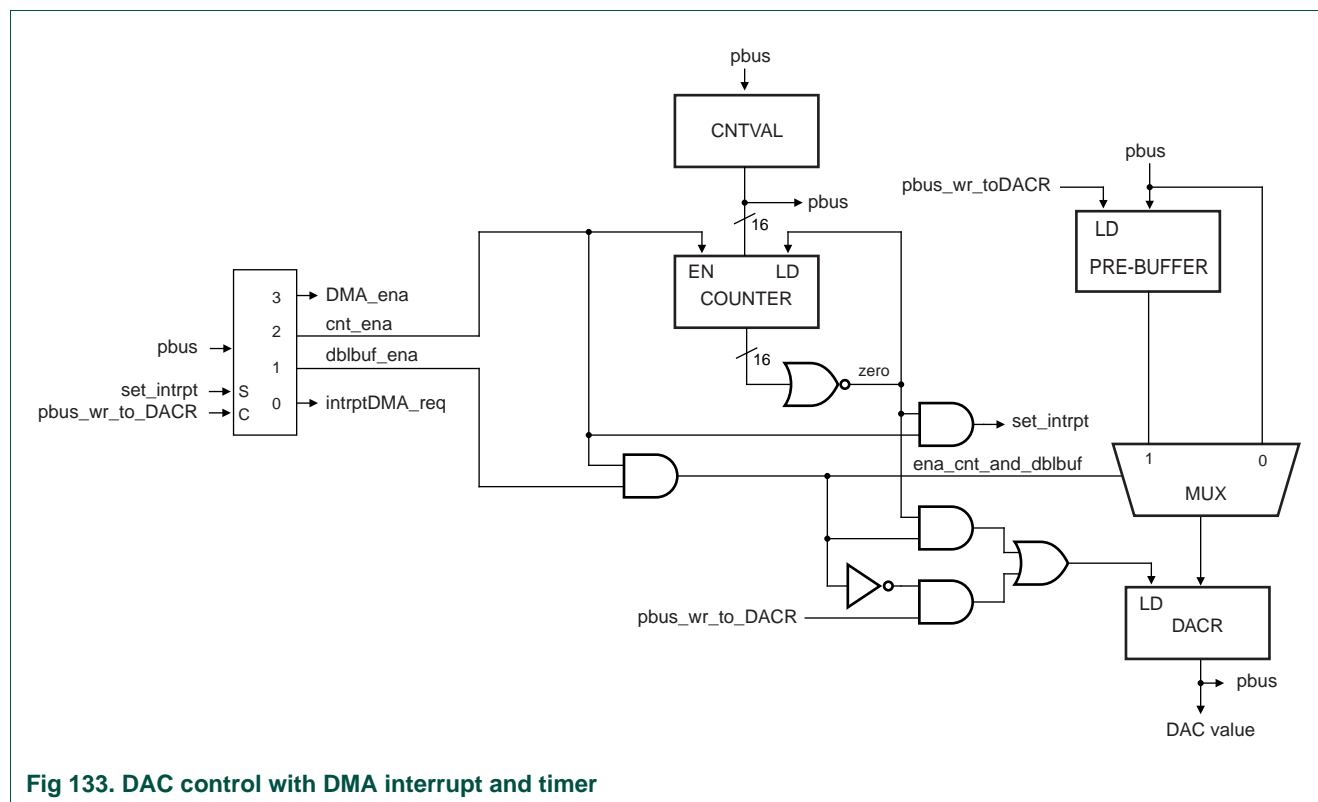 pbus
CNTVAL
pbus
16
EN LD
COUNTER
16
zero
pbus
pbus_wr_toDACR
LD
PRE-BUFFER
3
DMA_ena
2
cnt_ena
1
dblbuf_ena
0
intrptDMA_req
pbus
set_intrpt
S
pbus_wr_to_DACR
C
set_intrpt
ena_cnt_and_dblbuf
1 0
MUX
pbus_wr_to_DACR
LD
DACR
pbus
DAC value
Fig 133. DAC control with DMA interrupt and timer